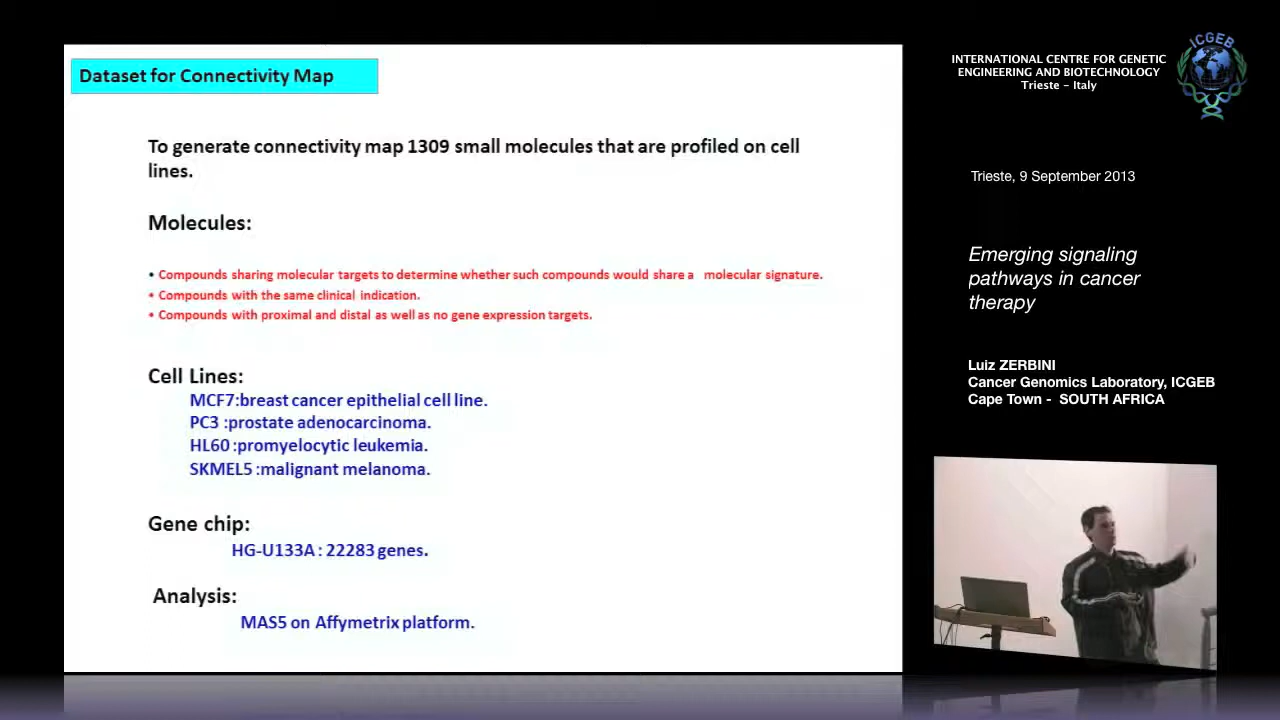 Dataset for Connectivity Map
To generate connectivity map 1309 small molecules that are profiled on cell
lines.
Molecules:
• Compounds sharing molecular targets to determine whether such compounds would share a molecular signature.
• Compounds with the same clinical indication.
• Compounds with proximal and distal as well as no gene expression targets.
Cell Lines:
MCF7:breast cancer epithelial cell line.
PC3 :prostate adenocarcinoma.
HL60 :promyelocytic leukemia.
SKMEL5 :malignant melanoma.
Gene chip:
HG-U133A : 22283 genes.
Analysis:
MAS5 on Affymetrix platform.
INTERNATIONAL CENTRE FOR GENETIC
ENGINEERING AND BIOTECHNOLOGY
Trieste - Italy
ICGEB
Trieste, 9 September 2013
Emerging signaling
pathways in cancer
therapy
Luiz ZERBINI
Cancer Genomics Laboratory, ICGEB
Cape Town - SOUTH AFRICA